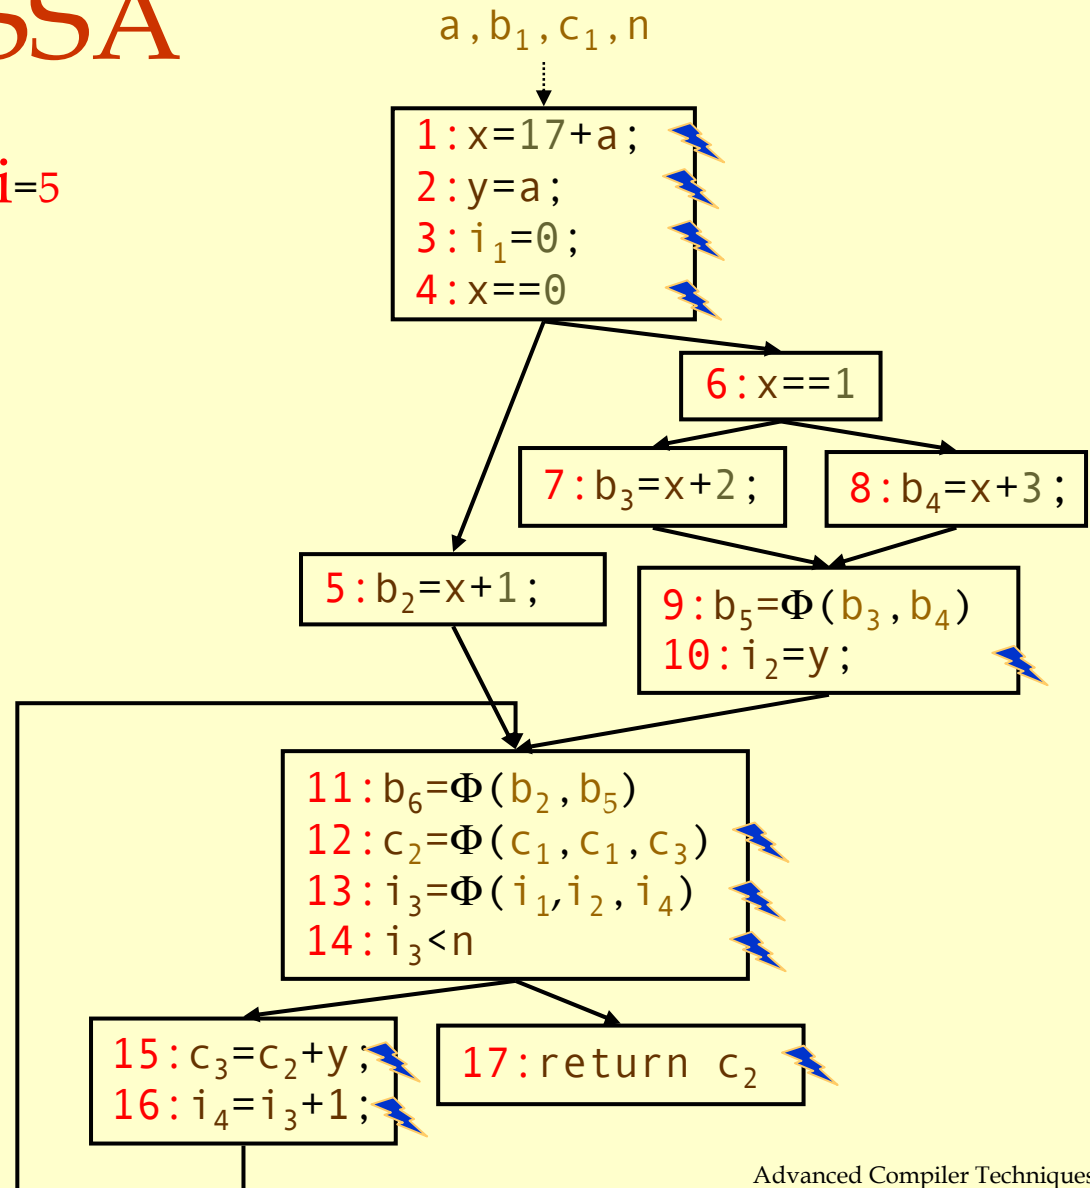 SSA
a,b₁,c₁,n
i=5
1:x=17+a;
2:y=a;
3:i₁=0;
4:x==0
6:x==1
7:b₃=x+2;
8:b₄=x+3;
5:b₂=x+1;
9:b₅=Φ(b₃,b₄)
10:i₂=y;
11:b₆=Φ(b₂,b₅)
12:c₂=Φ(c₁,c₁,c₃)
13:i₃=Φ(i₁,i₂,i₄)
14:i₃<n
15:c₃=c₂+y;
16:i₄=i₃+1;
17:return c₂
Advanced Compiler Techniques